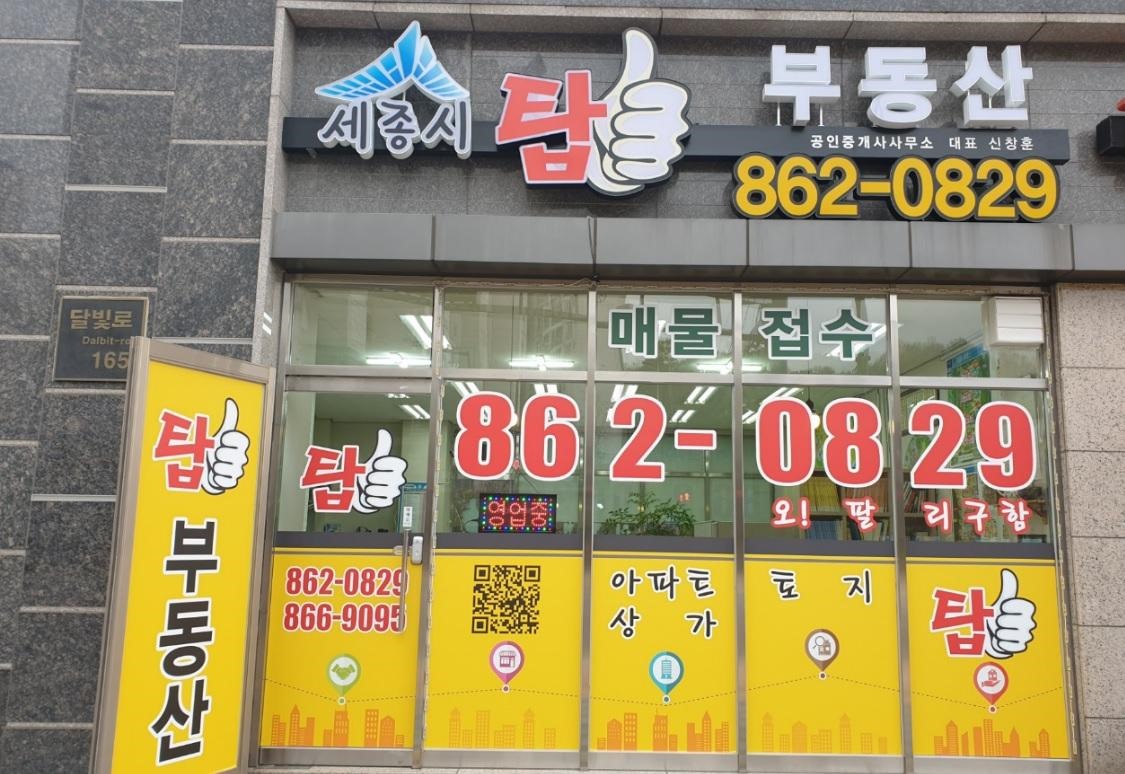 세종시 탑 부동산
공인중개사사무소 대표 신창훈
862-0829
달빛로
Dalbit-ro
165
매물 접수
862-0829
오! 팔 리구함
탑
영업중
탑
부동산
862-0829
866-9095
아파트
상 가
토 지
탑